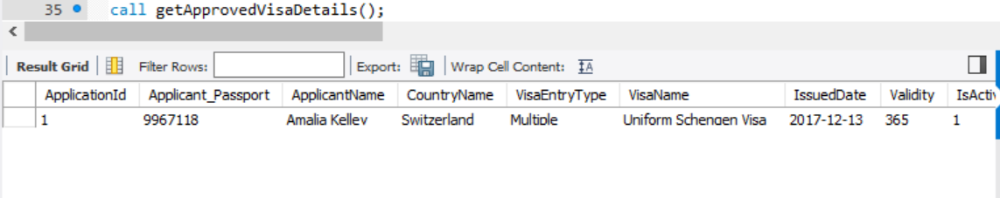 35 call getApprovedVisaDetails();
Result Grid Filter Rows: Export: Wrap Cell Content:
ApplicationId Applicant_Passport ApplicantName CountryName VisaEntryType VisaName IssuedDate Validity IsActiv
1 9967118 Amalia Kelley Switzerland Multiple Uniform Schengen Visa 2017-12-13 365 1